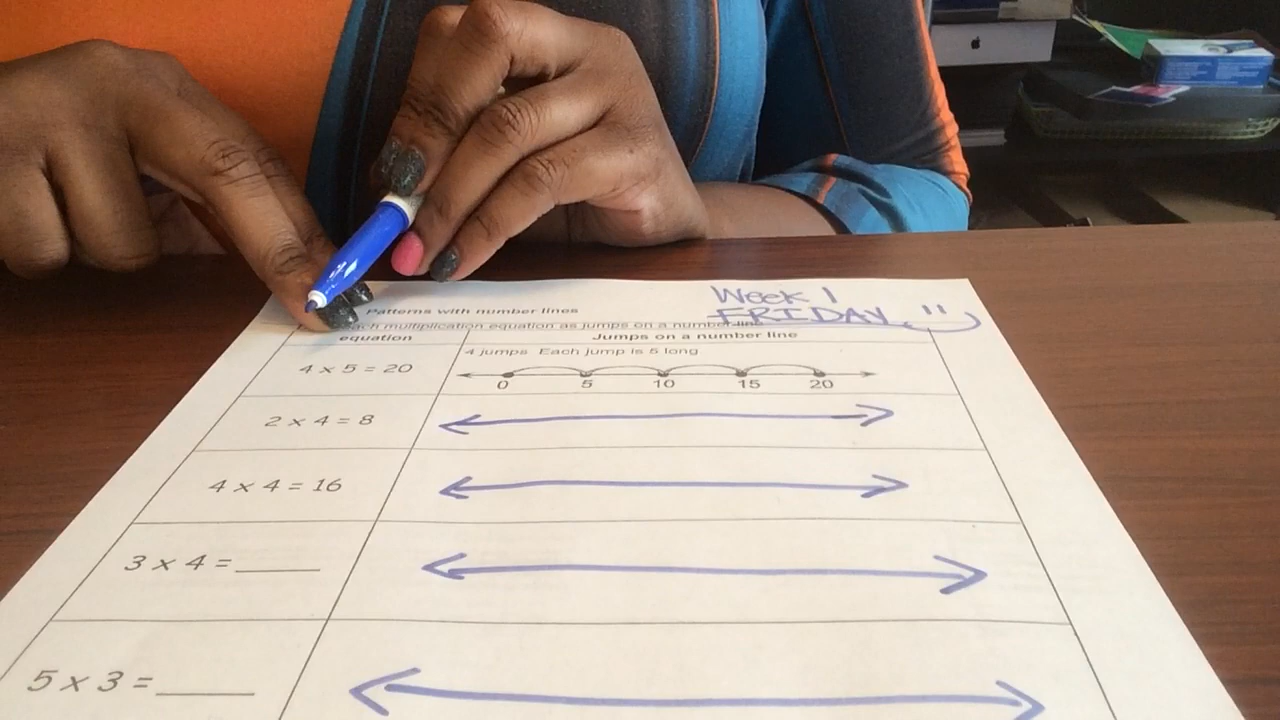 Week 1
FRIDAY
Patterns with number lines
each multiplication equation as jumps on a number line
equation
Jumps on a number line
4 x 5 = 20
4 jumps Each jump is 5 long
0 5 10 15 20
2 x 4 = 8
4 x 4 = 16
3 x 4 = ______
5 x 3 = ______